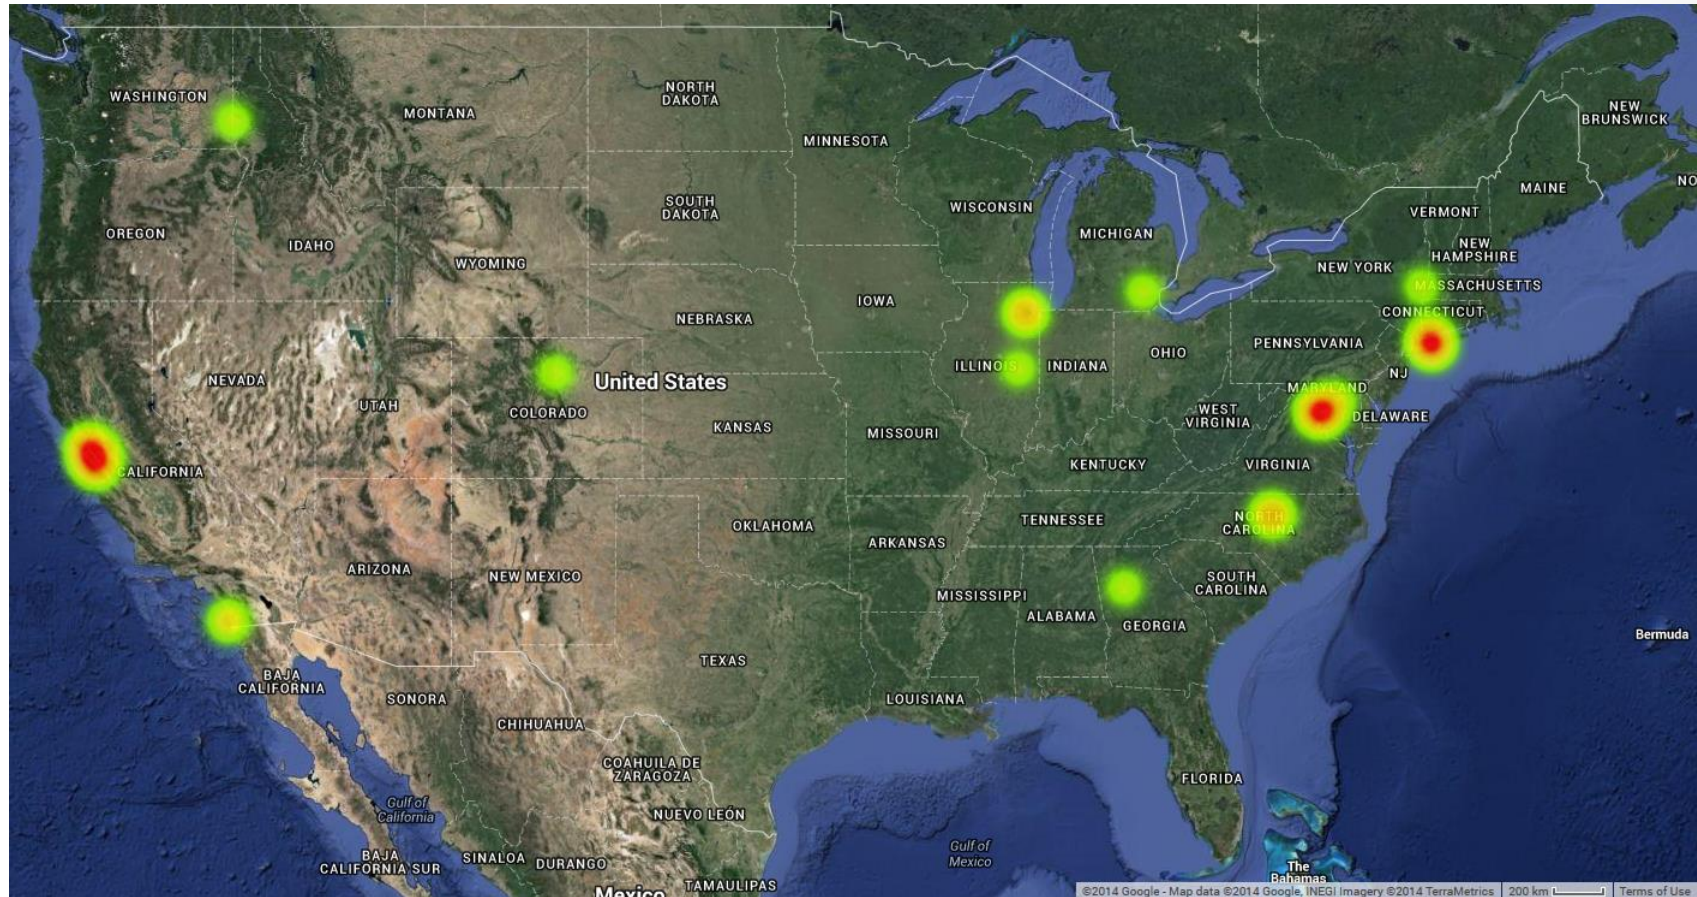 WASHINGTON
MONTANA
NORTH
DAKOTA
MINNESOTA
NEW
BRUNSWICK
MAINE
NO
SOUTH
DAKOTA
WISCONSIN
MICHIGAN
VERMONT
OREGON
IDAHO
WYOMING
NEW
HAMPSHIRE
NEW YORK
MASSACHUSETTS
IOWA
NEBRASKA
CONNECTICUT
PENNSYLVANIA
OHIO
ILLINOIS
INDIANA
NEVADA
United States
NJ
MARYLAND
UTAH
COLORADO
WEST
VIRGINIA
DELAWARE
KANSAS
MISSOURI
CALIFORNIA
KENTUCKY
VIRGINIA
OKLAHOMA
TENNESSEE
NORTH
CAROLINA
ARKANSAS
ARIZONA
NEW MEXICO
SOUTH
CAROLINA
MISSISSIPPI
ALABAMA
GEORGIA
Bermuda
TEXAS
BAJA
CALIFORNIA
SONORA
LOUISIANA
CHIHUAHUA
COAHUILA DE
ZARAGOZA
FLORIDA
Gulf of
California
NUEVO LEÓN
Gulf of
Mexico
BAJA
CALIFORNIA SUR
SINALOA
DURANGO
The
Bahamas
Mexico
TAMAULIPAS
©2014 Google - Map data ©2014 Google, INEGI Imagery ©2014 TerraMetrics
200 km
Terms of Use